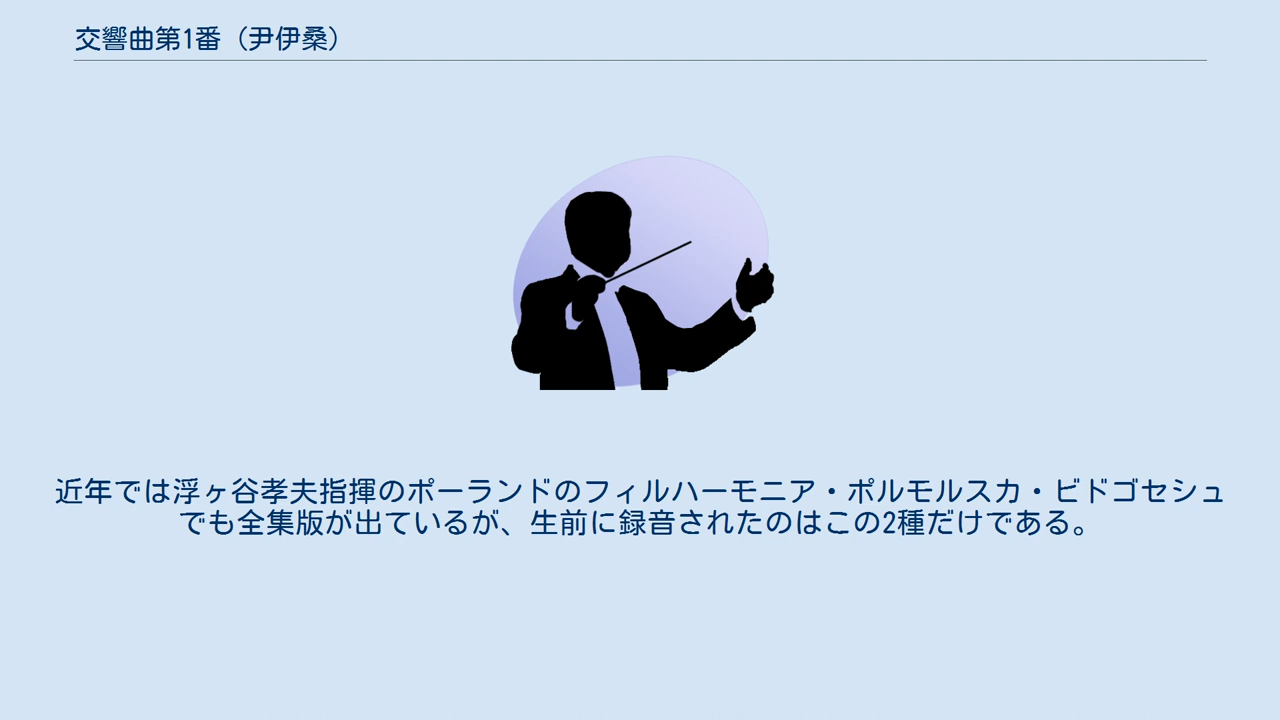 交響曲第1番（尹伊桑）
近年では浮ヶ谷孝夫指揮のポーランドのフィルハーモニア・ポルモルスカ・ビドゴセシュ
でも全集版が出ているが、生前に録音されたのはこの2種だけである。